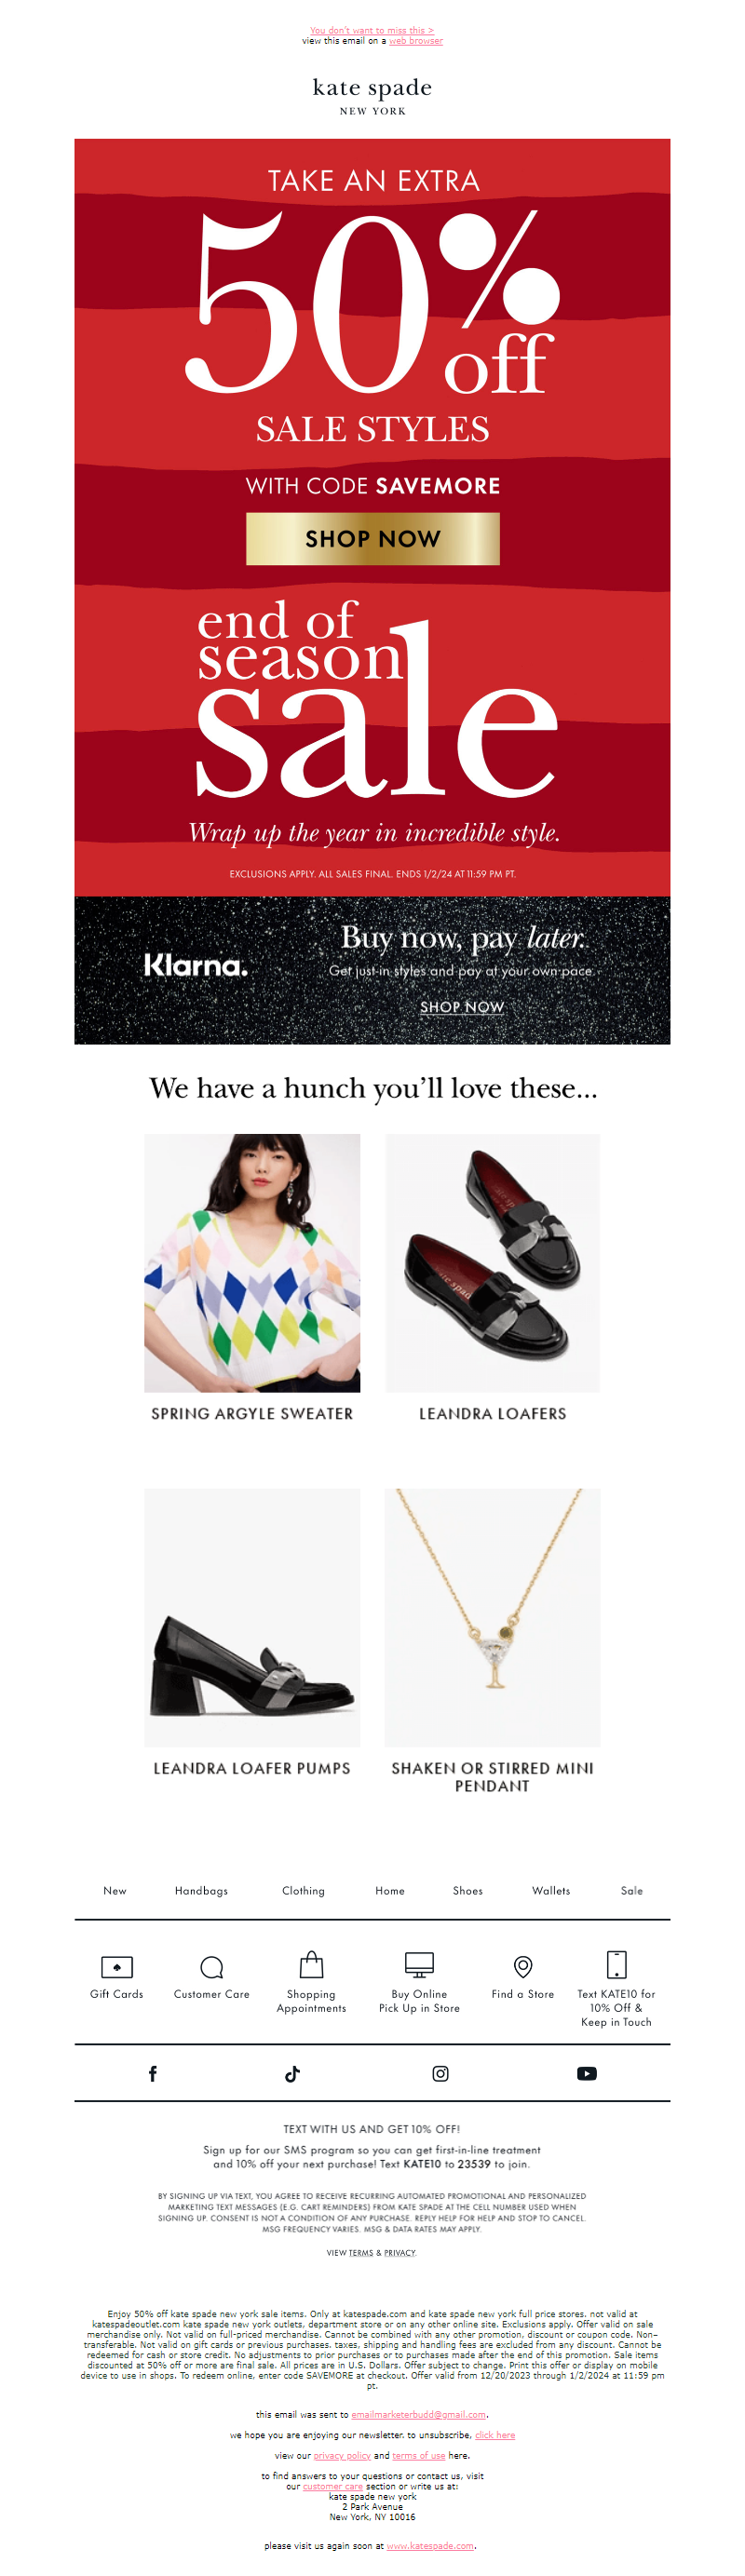 You don't want to miss this >
view this email on a web browser
kate spade
NEW YORK
TAKE AN EXTRA
50% off
SALE STYLES
WITH CODE SAVEMORE
SHOP NOW
end of
season
sale
Wrap up the year in incredible style.
EXCLUSIONS APPLY. ALL SALES FINAL. ENDS 1/2/24 AT 11:59 PM PT.
Klarna.
Buy now, pay later.
Get just-in styles and pay at your own pace.
SHOP NOW
We have a hunch you'll love these...
SPRING ARGYLE SWEATER
LEANDRA LOAFERS
LEANDRA LOAFER PUMPS
SHAKEN OR STIRRED MINI
PENDANT
New Handbags Clothing Home Shoes Wallets Sale
Gift Cards
Customer Care
Shopping
Appointments
Buy Online
Pick Up in Store
Find a Store
Text KATE10 for
10% Off &
Keep in Touch
TEXT WITH US AND GET 10% OFF!
Sign up for our SMS program so you can get first-in-line treatment
and 10% off your next purchase! Text KATE10 to 23539 to join.
BY SIGNING UP VIA TEXT, YOU AGREE TO RECEIVE RECURRING AUTOMATED PROMOTIONAL AND PERSONALIZED
MARKETING TEXT MESSAGES (E.G. CART REMINDERS) FROM KATE SPADE AT THE CELL NUMBER USED WHEN
SIGNING UP. CONSENT IS NOT A CONDITION OF ANY PURCHASE. REPLY HELP FOR HELP AND STOP TO CANCEL.
MSG FREQUENCY VARIES. MSG & DATA RATES MAY APPLY.
VIEW TERMS & PRIVACY.
Enjoy 50% off kate spade new york sale items. Only at katespade.com and kate spade new york full price stores. not valid at
katespadeoutlet.com kate spade new york outlets, department store or on any other online site. Exclusions apply. Offer valid on sale
merchandise only. Not valid on full-priced merchandise. Cannot be combined with any other promotion, discount or coupon code. Non-
transferable. Not valid on gift cards or previous purchases. taxes, shipping and handling fees are excluded from any discount. Cannot be
redeemed for cash or store credit. No adjustments to prior purchases or to purchases made after the end of this promotion. Sale items
discounted at 50% off or more are final sale. All prices are in U.S. Dollars. Offer subject to change. Print this offer or display on mobile
device to use in shops. To redeem online, enter code SAVEMORE at checkout. Offer valid from 12/20/2023 through 1/2/2024 at 11:59 pm
pt.
this email was sent to emailmarketerbudd@gmail.com.
we hope you are enjoying our newsletter. to unsubscribe, click here
view our privacy policy and terms of use here.
to find answers to your questions or contact us, visit
our customer care section or write us at:
kate spade new york
2 Park Avenue
New York, NY 10016
please visit us again soon at www.katespade.com.